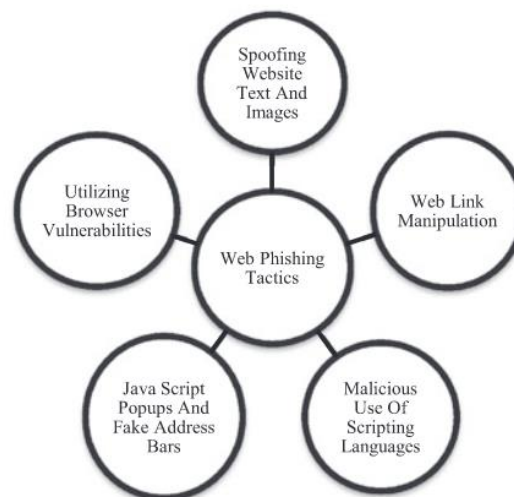 Spoofing
Website
Text And
Images
Utilizing
Browser
Vulnerabilities
Web Link
Manipulation
Web Phishing
Tactics
Java Script
Popups And
Fake Address
Bars
Malicious
Use Of
Scripting
Languages